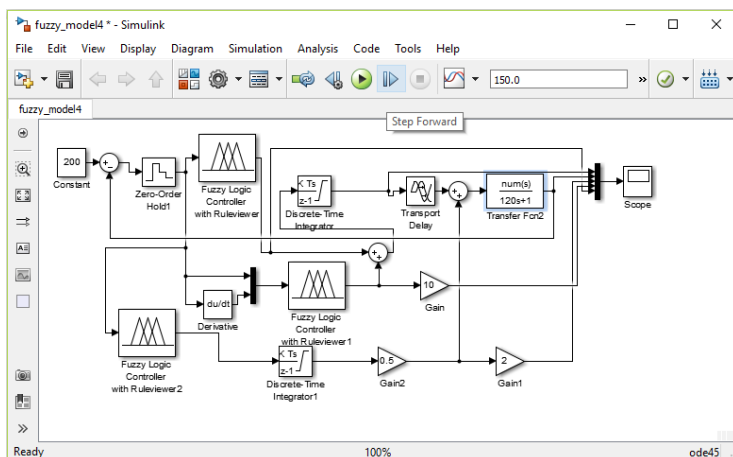 fuzzy_model4 * - Simulink
File Edit View Display Diagram Simulation Analysis Code Tools Help
150.0
»
fuzzy_model4
Step Forward
200
Constant
Zero-Order
Hold1
Fuzzy Logic
Controller
with Ruleviewer
K Ts
z-1
Discrete-Time
Integrator
Transport
Delay
num(s)
120s+1
Transfer Fcn2
Scope
du/dt
Derivative
Fuzzy Logic
Controller
with Ruleviewer1
10
Gain
Fuzzy Logic
Controller
with Ruleviewer2
K Ts
z-1
Discrete-Time
Integrator1
0.5
Gain2
2
Gain1
»
Ready 100% ode45